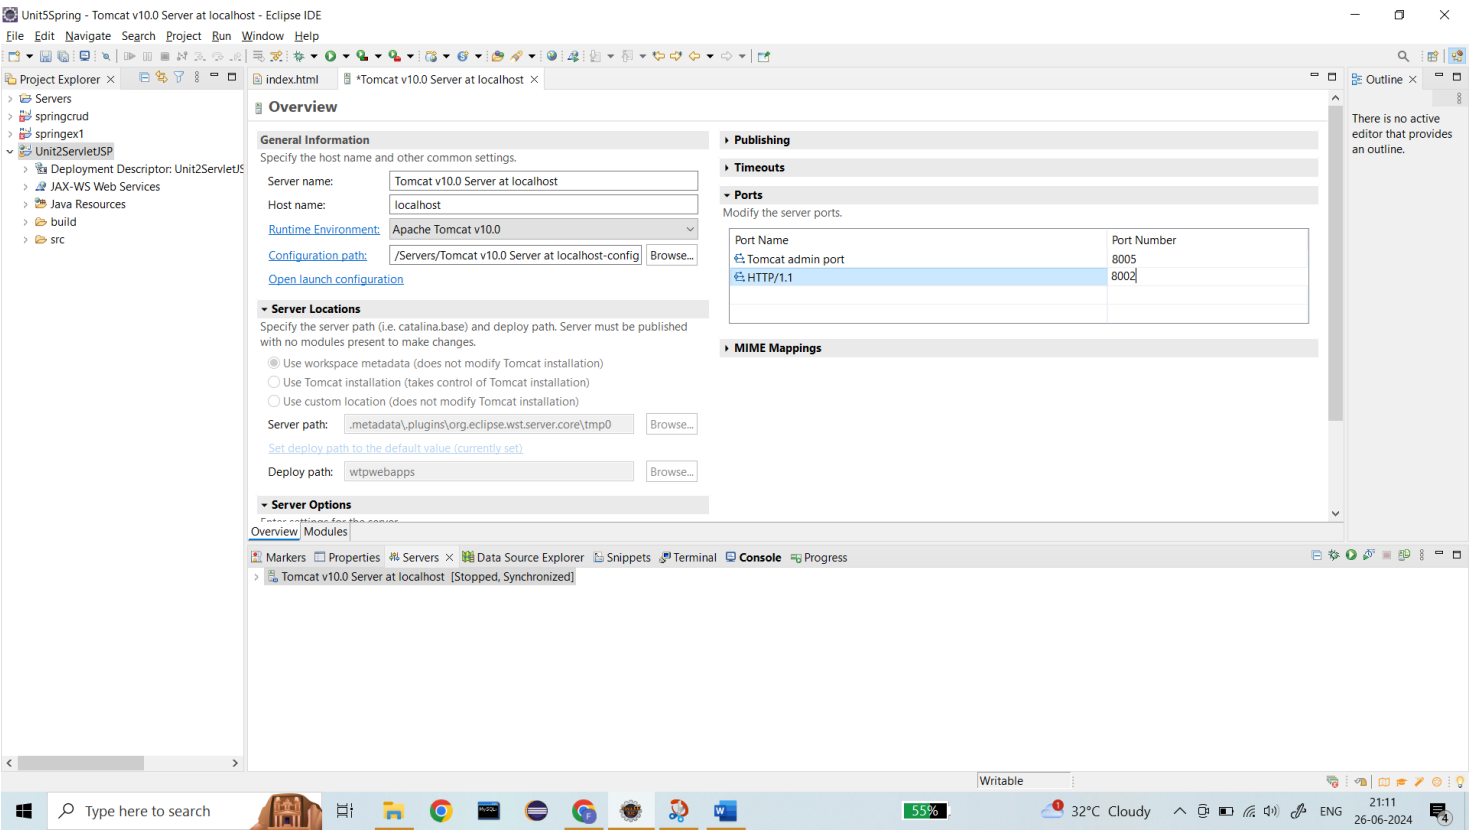 Unit5Spring - Tomcat v10.0 Server at localhost - Eclipse IDE
File Edit Navigate Search Project Run Window Help
Project Explorer
Servers
springcrud
springex1
Unit2ServletJSP
Deployment Descriptor: Unit2ServletJS
JAX-WS Web Services
Java Resources
build
src
index.html
*Tomcat v10.0 Server at localhost
Overview
General Information
Specify the host name and other common settings.
Server name: Tomcat v10.0 Server at localhost
Host name: localhost
Runtime Environment: Apache Tomcat v10.0
Configuration path: /Servers/Tomcat v10.0 Server at localhost-config Browse...
Open launch configuration
Server Locations
Specify the server path (i.e. catalina.base) and deploy path. Server must be published
with no modules present to make changes.
Use workspace metadata (does not modify Tomcat installation)
Use Tomcat installation (takes control of Tomcat installation)
Use custom location (does not modify Tomcat installation)
Server path: .metadata\.plugins\org.eclipse.wst.server.core\tmp0 Browse...
Set deploy path to the default value (currently set)
Deploy path: wtpwebapps Browse...
Server Options
Enter settings for the server.
Publishing
Timeouts
Ports
Modify the server ports.
Port Name Port Number
Tomcat admin port 8005
HTTP/1.1 8002
MIME Mappings
Overview Modules
Outline
There is no active
editor that provides
an outline.
Markers Properties Servers Data Source Explorer Snippets Terminal Console Progress
Tomcat v10.0 Server at localhost [Stopped, Synchronized]
Writable
Type here to search
MySQL
F
W
55%
1
32°C Cloudy
ENG
21:11
26-06-2024
4